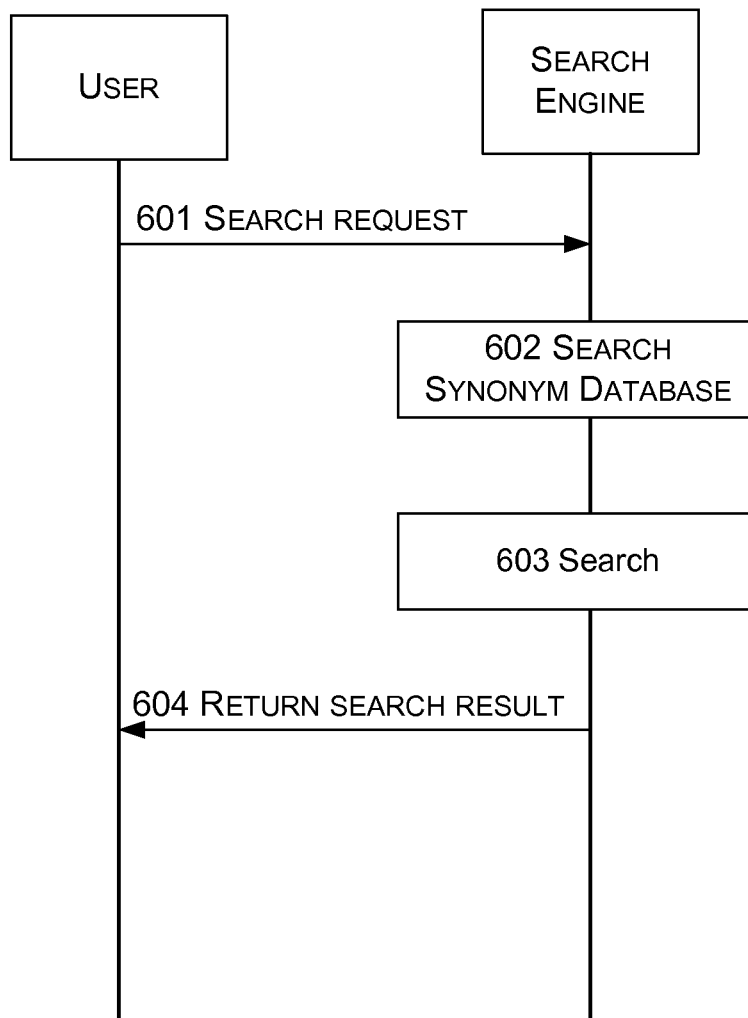 USER
SEARCH
ENGINE
601 SEARCH REQUEST
602 SEARCH
SYNONYM DATABASE
603 Search
604 RETURN SEARCH RESULT